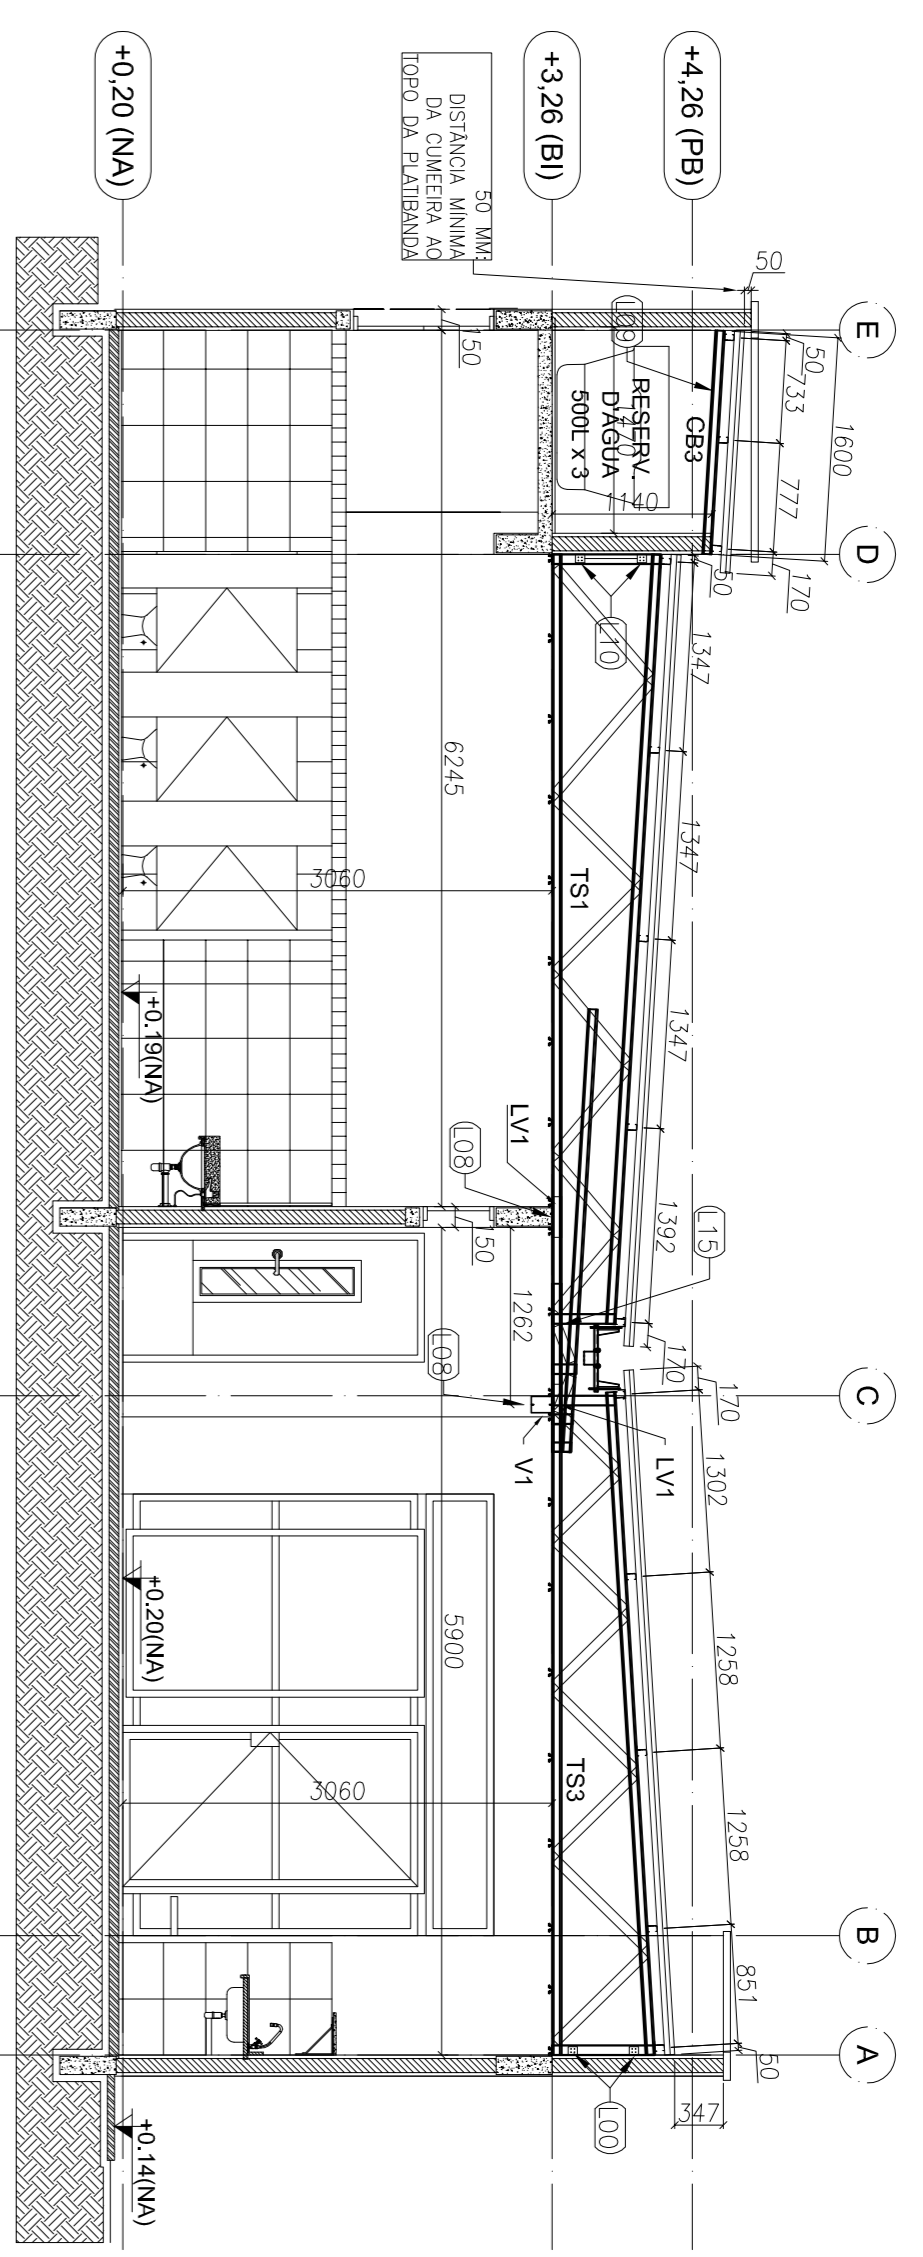 E
D
C
B
A
+4,26 (PB)
+3,26 (BI)
+0,20 (NA)
50 MM:
DISTÂNCIA MÍNIMA
DA CUMEEIRA AO
TOPO DA PLATIBANDA
50
1600
50
733
777
170
50
1347
1347
1347
1392
170
170
1302
1258
1258
851
50
347
L09
CB3
RESERV.
D'ÁGUA
500L x 3
1470
1140
L10
TS1
L15
LV1
TS3
L00
LV1
L08
V1
L08
150
6245
150
1262
5900
3060
3060
+0.19(NA)
+0.20(NA)
+0.14(NA)